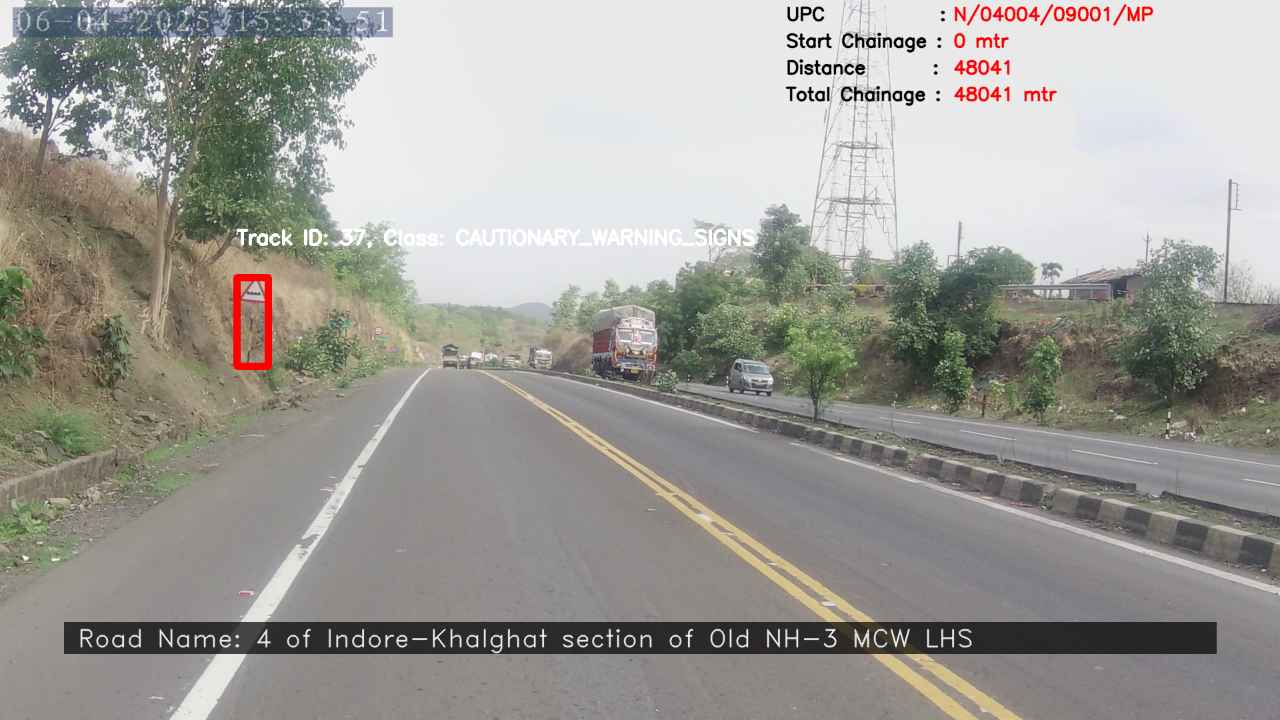 06-04-2025 15:33:51
UPC : N/04004/09001/MP
Start Chainage : 0 mtr
Distance : 48041
Total Chainage : 48041 mtr
Track ID: 37, Class: CAUTIONARY_WARNING_SIGNS
Road Name: 4 of Indore-Khalghat section of Old NH-3 MCW LHS